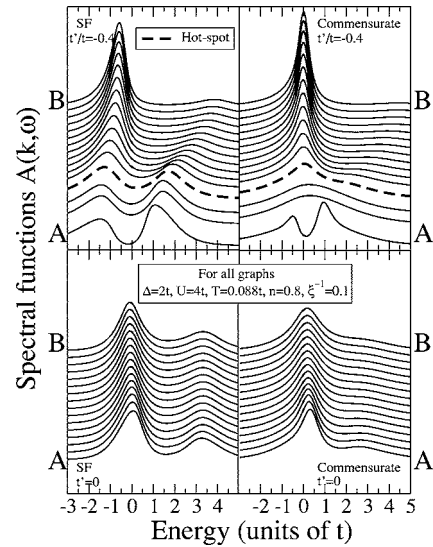 SF
t'/t=-0.4
Hot-spot
Commensurate
t'/t=-0.4
B
B
A
A
Spectral functions A(k,ω)
For all graphs
Δ=2t, U=4t, T=0.088t, n=0.8, ξ⁻¹=0.1
B
B
A
A
SF
t'=0
Commensurate
t'=0
-3 -2 -1 0 1 2 3 4
-3 -2 -1 0 1 2 3 4 5
Energy (units of t)